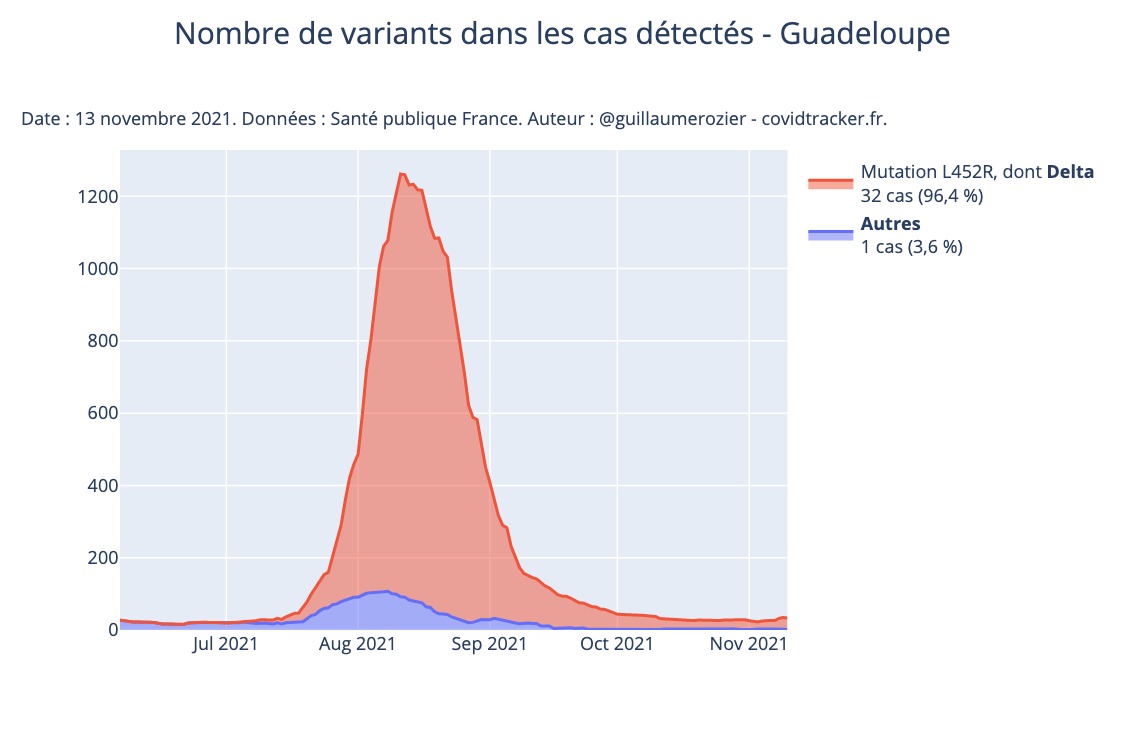 Nombre de variants dans les cas détectés - Guadeloupe
Date : 13 novembre 2021. Données : Santé publique France. Auteur : @guillaumerozier - covidtracker.fr.
Mutation L452R, dont Delta
32 cas (96,4 %)
Autres
1 cas (3,6 %)
1200
1000
800
600
400
200
0
Jul 2021
Aug 2021
Sep 2021
Oct 2021
Nov 2021